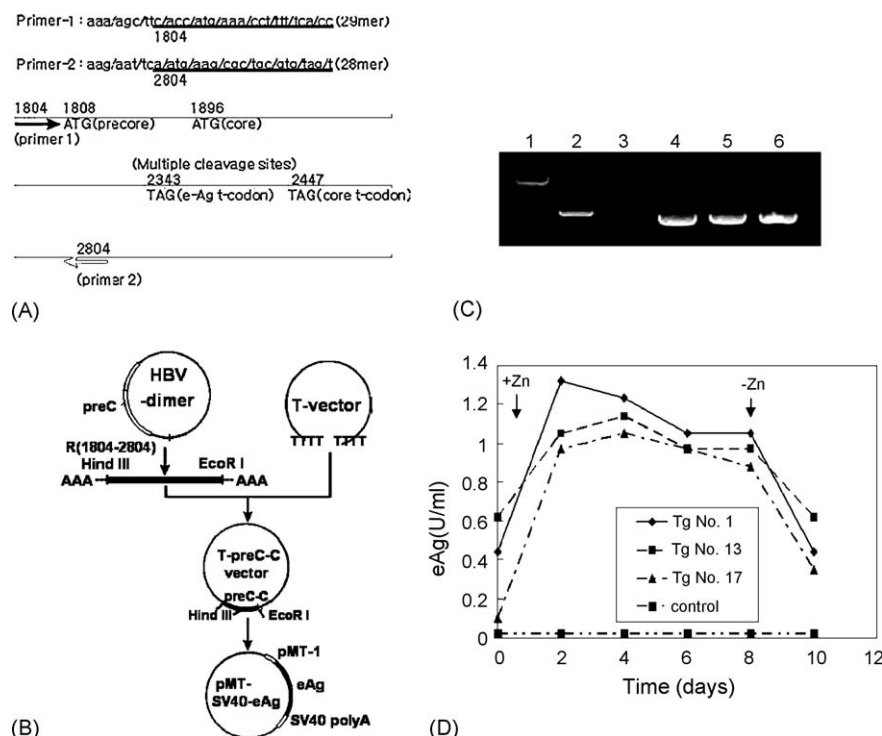 Primer-1 : aaa/agc/ttc/acc/atg/aaa/cct/ttt/tca/cc(29mer)
1804
Primer-2 : aag/aat/tca/atg/aag/cgc/tgc/gtg/tag/t(28mer)
2804
1804 1808 1896
ATG(precore) ATG(core)
(primer 1)
(Multiple cleavage sites)
2343 2447
TAG(e-Ag t-codon) TAG(core t-codon)
2804
(primer 2)
(A)
1 2 3 4 5 6
(C)
HBV
-dimer
preC
T-vector
TTTT TTTT
R(1804-2804)
Hind III EcoR I
AAA AAA
T-preC-C
vector
preC-C
Hind III EcoR I
pMT-1
pMT-
SV40-eAg
eAg
SV40 polyA
(B)
1.4
1.2
1
0.8
0.6
0.4
0.2
0
eAg(U/ml)
+Zn -Zn
Tg No. 1
Tg No. 13
Tg No. 17
control
0 2 4 6 8 10 12
Time (days)
(D)